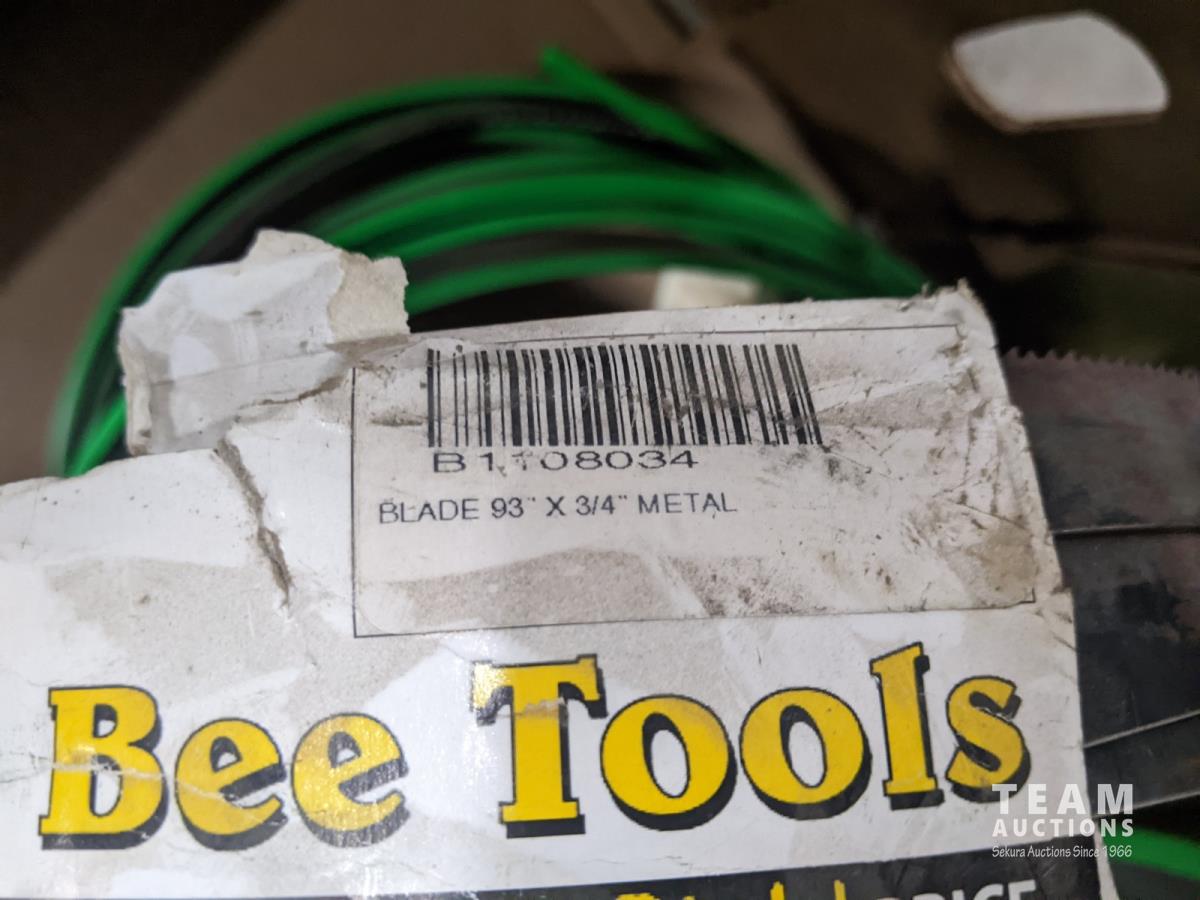 B1108034
BLADE 93" X 3/4" METAL
Bee Tools
TEAM
AUCTIONS
Sekura Auctions Since 1966